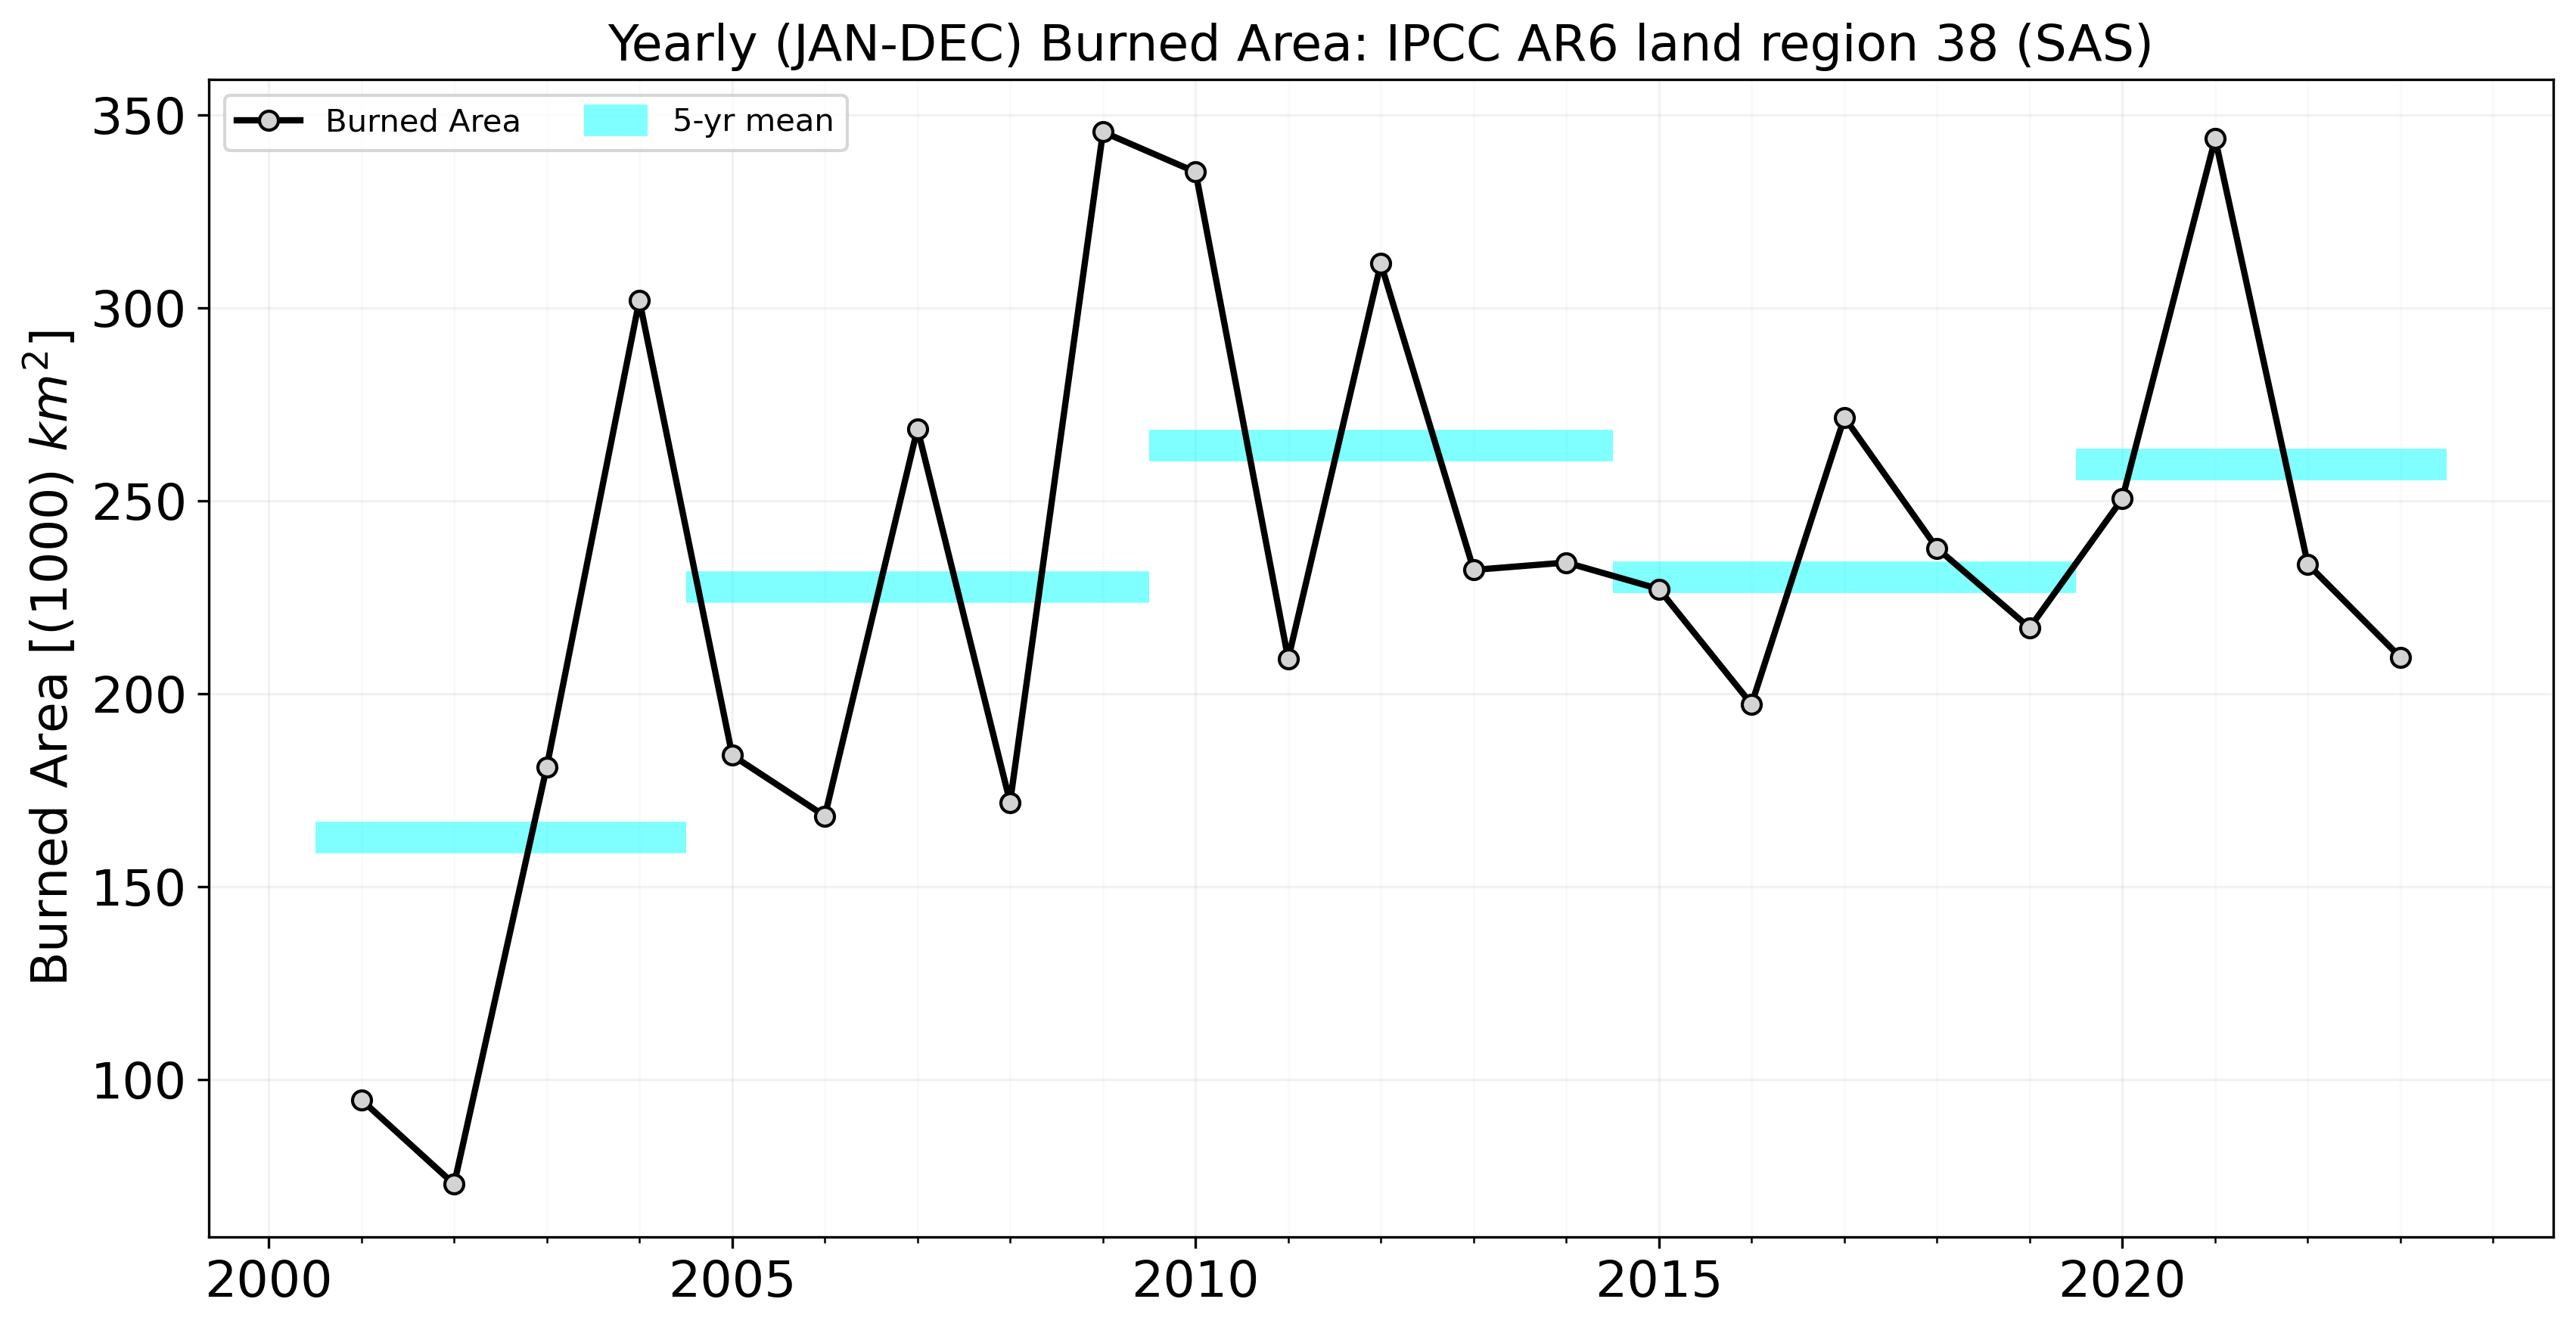 Yearly (JAN-DEC) Burned Area: IPCC AR6 land region 38 (SAS)
Burned Area
5-yr mean
Burned Area [(1000) km²]
350
300
250
200
150
100
2000 2005 2010 2015 2020